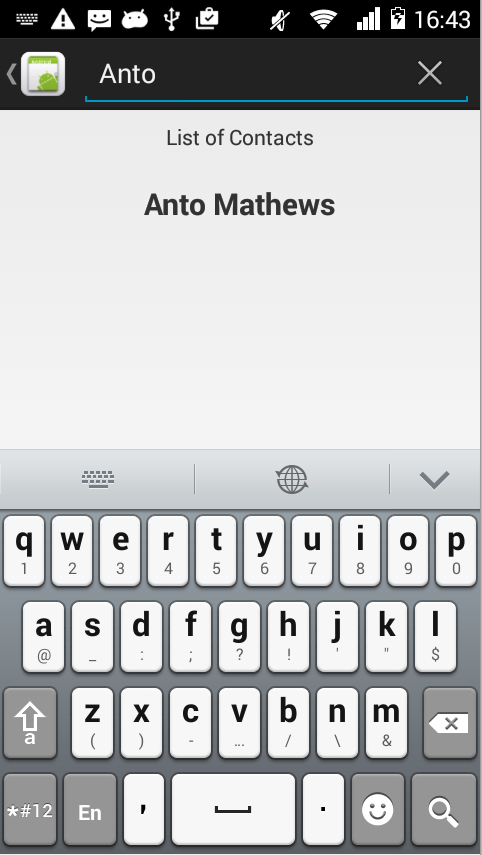 16:43
Anto
List of Contacts
Anto Mathews
q w e r t y u i o p
1 2 3 4 5 6 7 8 9 0
a s d f g h j k l
@ _ : ; ? ! ' " $
a z x c v b n m
( ) - ... / \ &
*#12 En , .